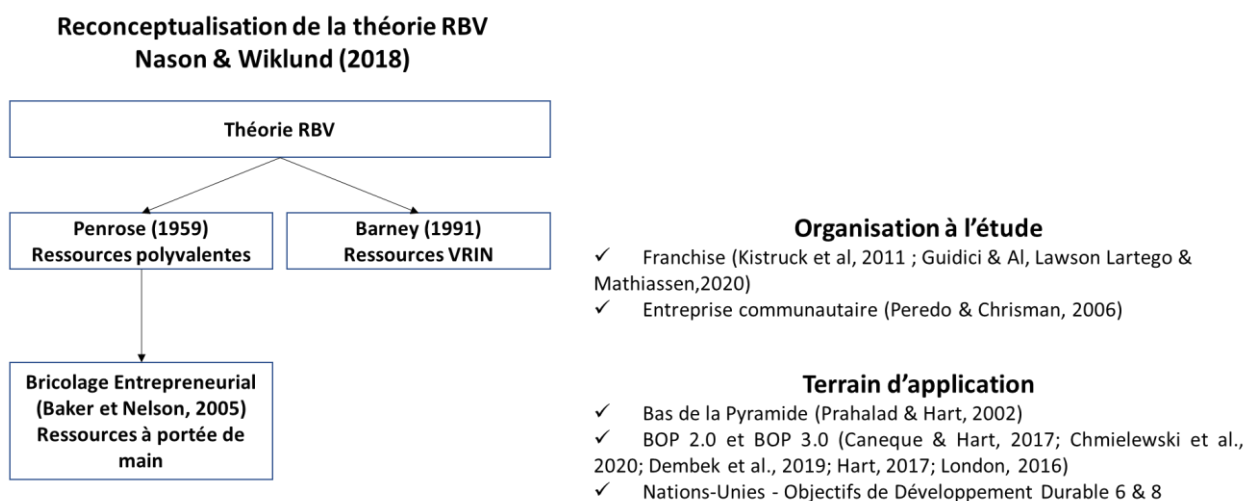 Reconceptualisation de la théorie RBV
Nason & Wiklund (2018)
Théorie RBV
Penrose (1959)
Ressources polyvalentes
Barney (1991)
Ressources VRIN
Bricolage Entrepreneurial
(Baker et Nelson, 2005)
Ressources à portée de
main
Organisation à l’étude
✓ Franchise (Kistruck et al, 2011 ; Guidici & Al, Lawson Lartego &
Mathiassen,2020)
✓ Entreprise communautaire (Peredo & Chrisman, 2006)
Terrain d’application
✓ Bas de la Pyramide (Prahalad & Hart, 2002)
✓ BOP 2.0 et BOP 3.0 (Caneque & Hart, 2017; Chmielewski et al.,
2020; Dembek et al., 2019; Hart, 2017; London, 2016)
✓ Nations-Unies - Objectifs de Développement Durable 6 & 8